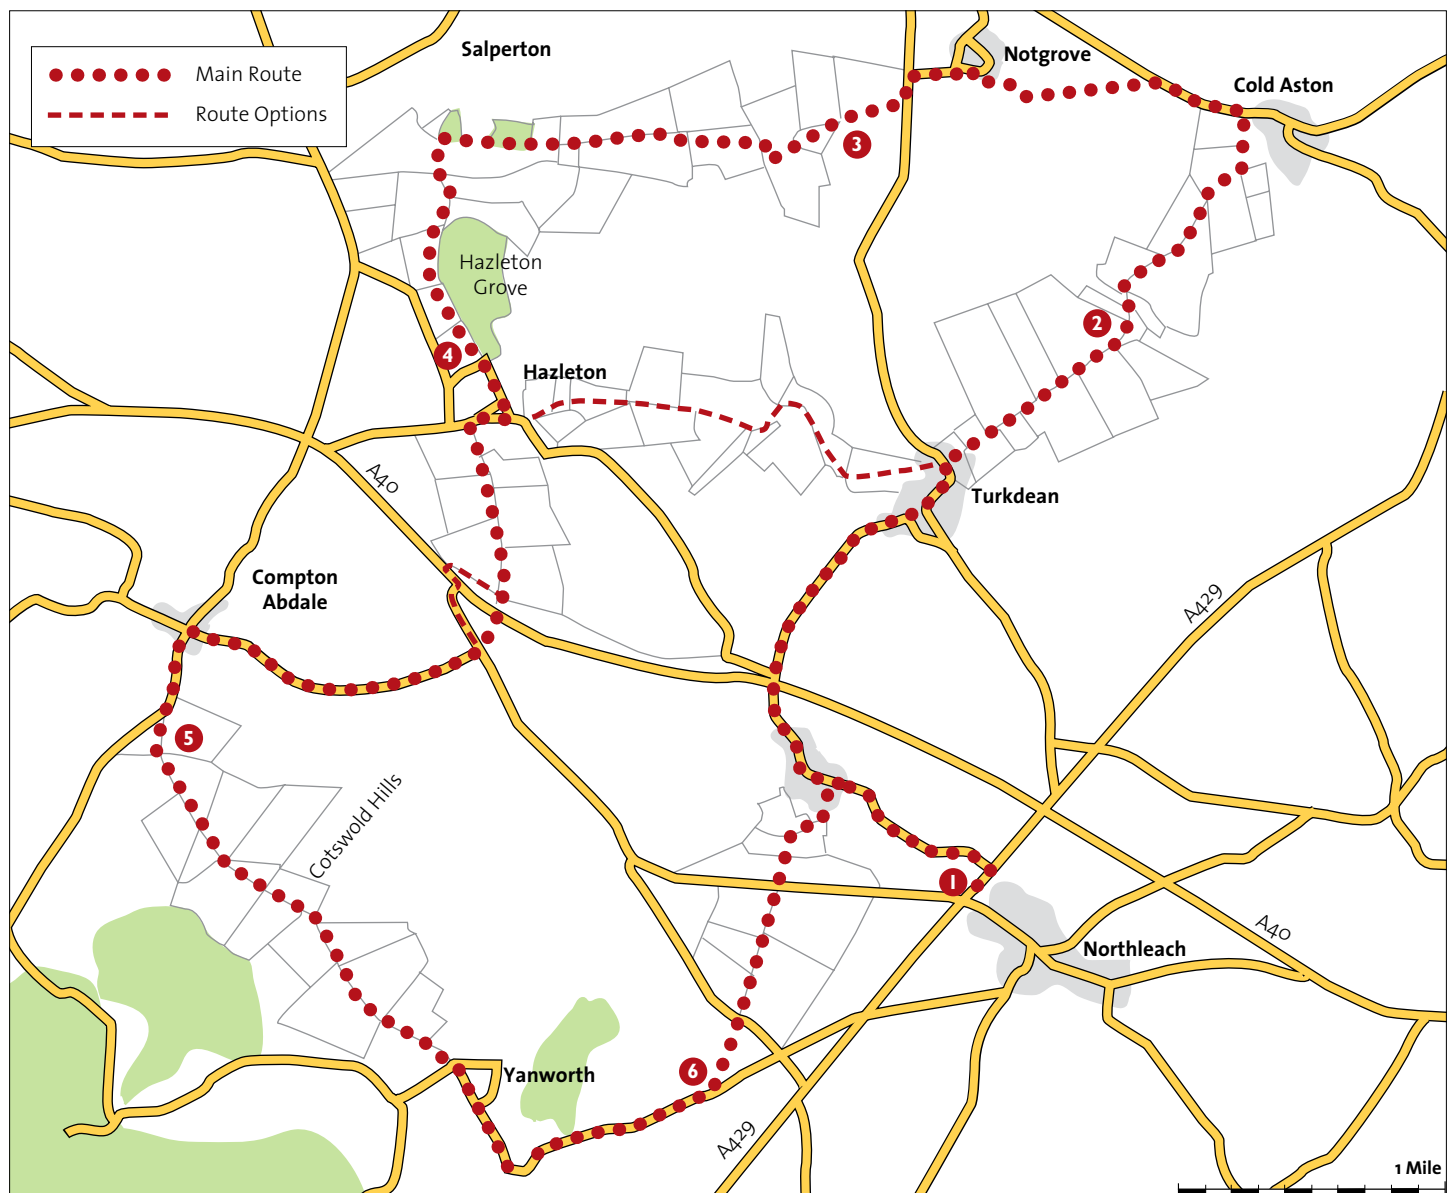 Salperton
Notgrove
Main Route
Cold Aston
Route Options
3
Hazleton
Grove
2
4
Hazleton
A40
Turkdean
Compton
Abdale
A429
5
Cotswold Hills
1
A40
Northleach
6
Yanworth
A429
1 Mile